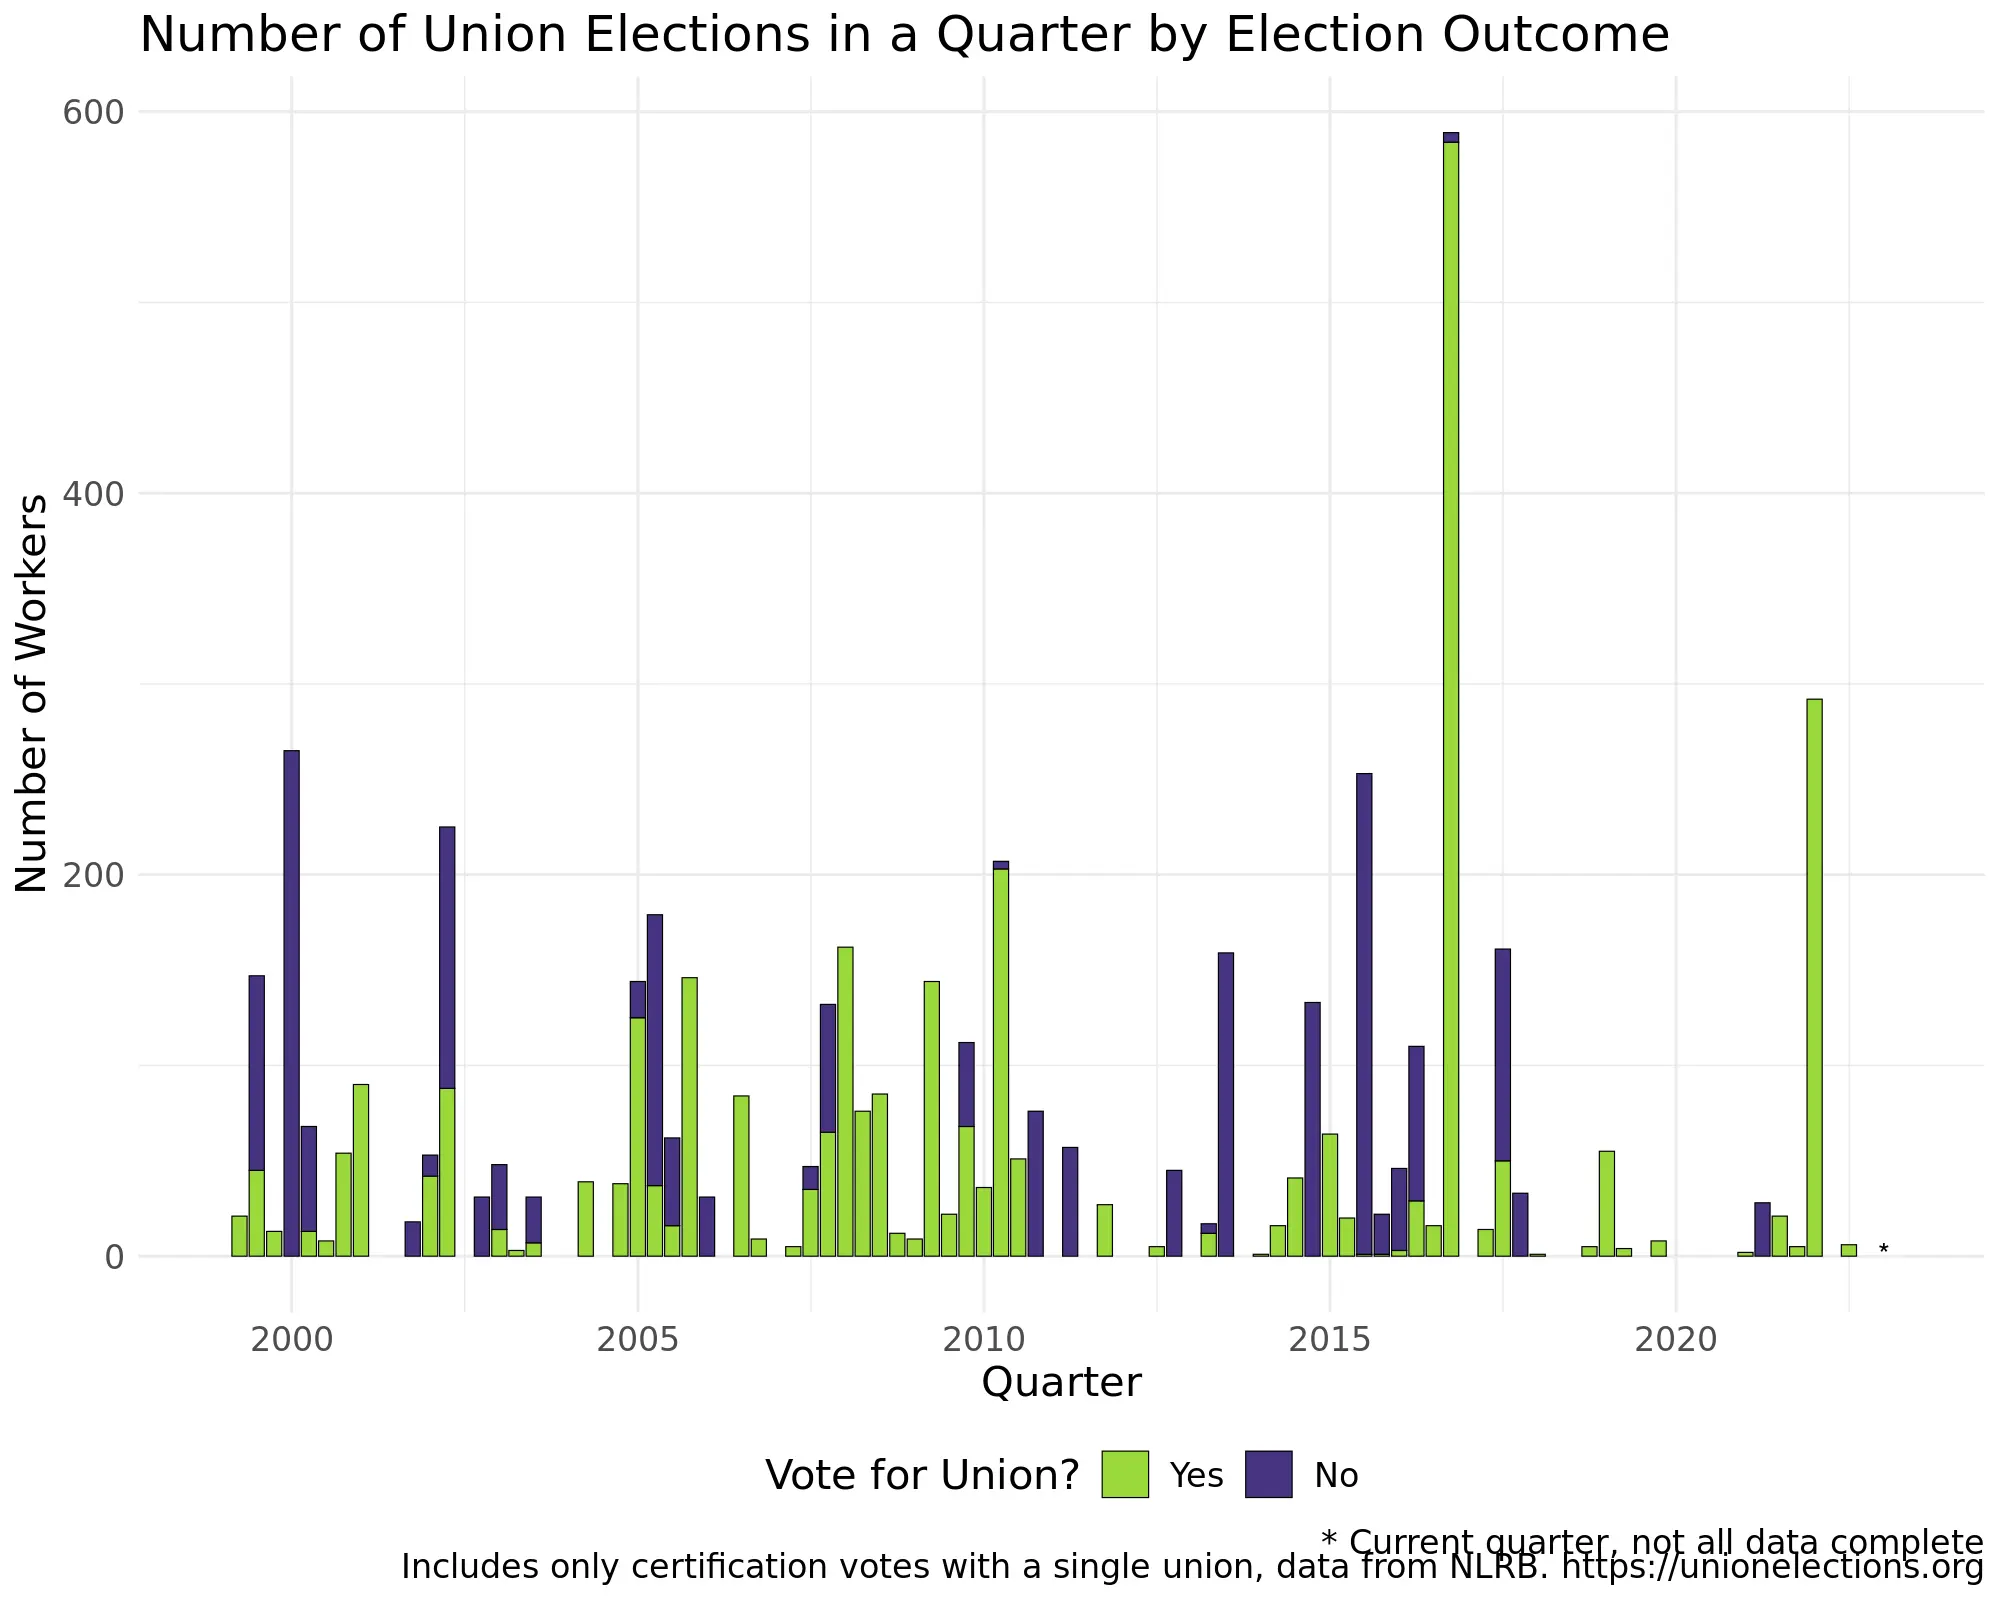 Number of Union Elections in a Quarter by Election Outcome
Number of Workers
600
400
200
0
2000 2005 2010 2015 2020
*
Quarter
Vote for Union? Yes No
* Current quarter, not all data complete
Includes only certification votes with a single union, data from NLRB. https://unionelections.org